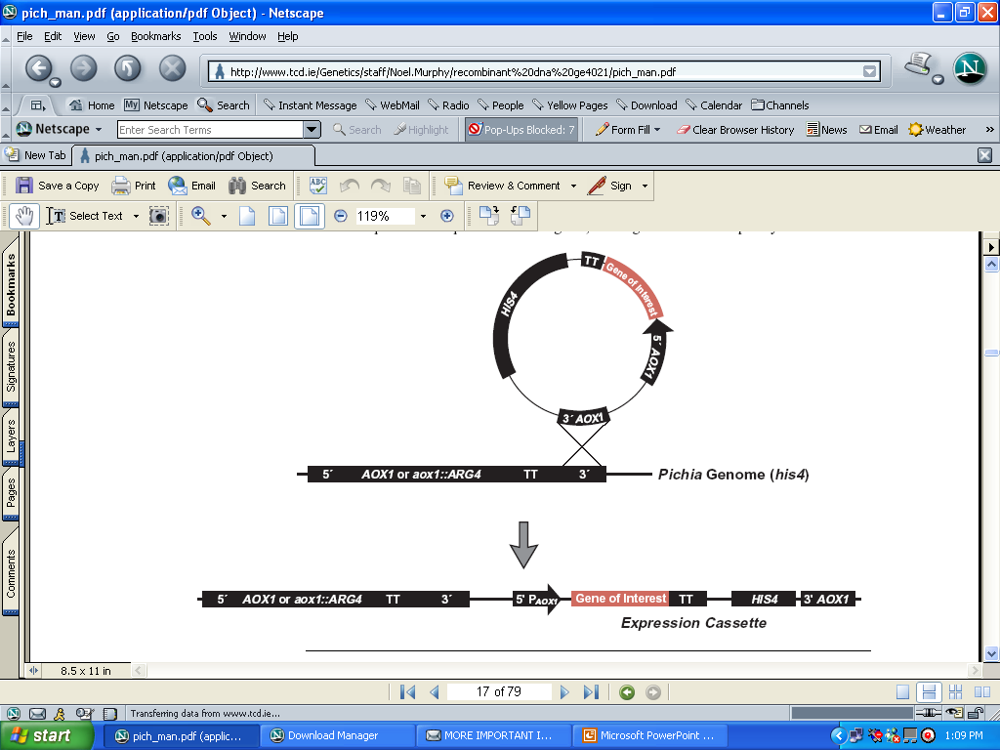 pich_man.pdf (application/pdf Object) - Netscape
File Edit View Go Bookmarks Tools Window Help
http://www.tcd.ie/Genetics/staff/Noel.Murphy/recombinant%20dna%20ge4021/pich_man.pdf
N
Home My Netscape Search Instant Message WebMail Radio People Yellow Pages Download Calendar Channels
N Netscape Enter Search Terms Search Highlight Pop-Ups Blocked: 7 Form Fill Clear Browser History News Email Weather »
New Tab pich_man.pdf (application/pdf Object)
Save a Copy Print Email Search Review & Comment Sign
Select Text 119%
Bookmarks
Signatures
Layers
Pages
Comments
TT
Gene of Interest
HIS4
5´ AOX1
3´ AOX1
5´ AOX1 or aox1::ARG4 TT 3´ Pichia Genome (his4)
5´ AOX1 or aox1::ARG4 TT 3´ 5' PAOX1 Gene of Interest TT HIS4 3' AOX1
Expression Cassette
8.5 x 11 in
17 of 79
Transferring data from www.tcd.ie...
start pich_man.pdf (applic... Download Manager MORE IMPORTANT I... Microsoft PowerPoint ... 1:09 PM